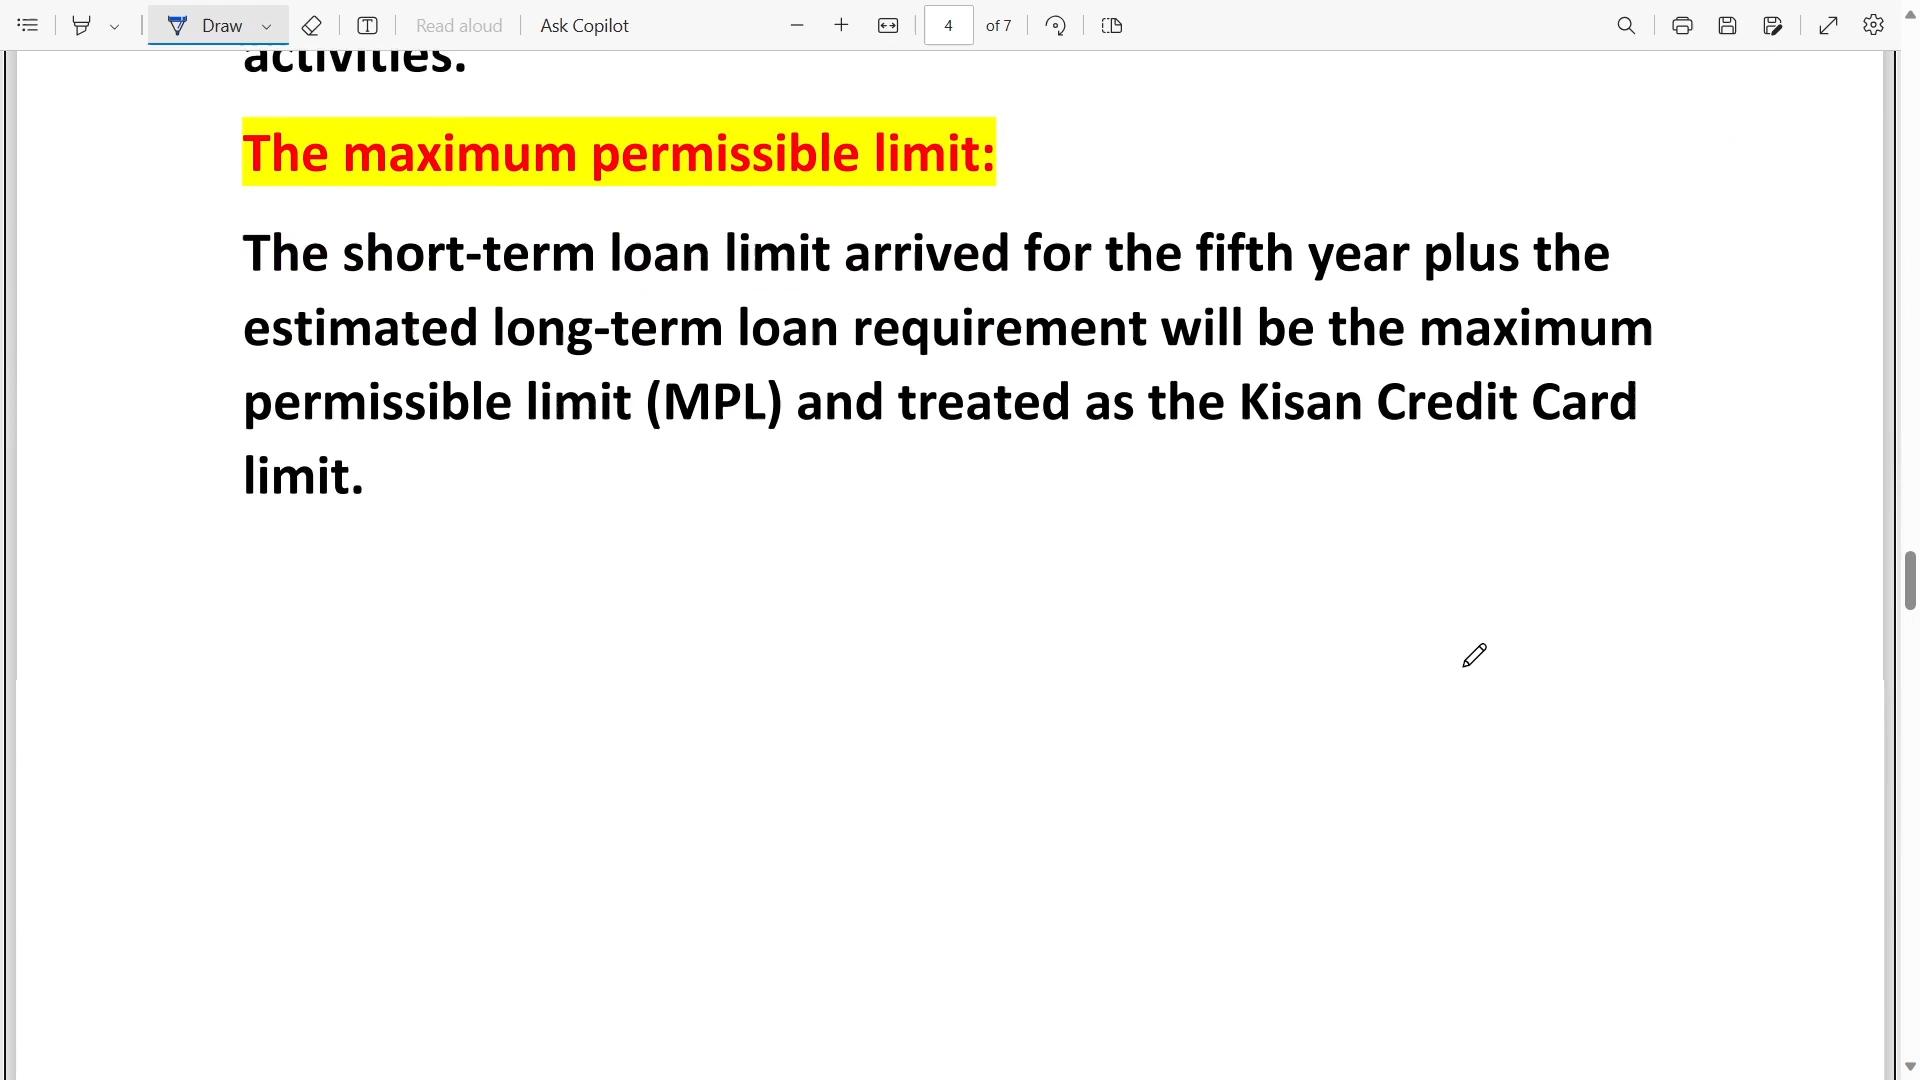 Draw
Read aloud
Ask Copilot
4
of 7
activities.
The maximum permissible limit:
The short-term loan limit arrived for the fifth year plus the
estimated long-term loan requirement will be the maximum
permissible limit (MPL) and treated as the Kisan Credit Card
limit.